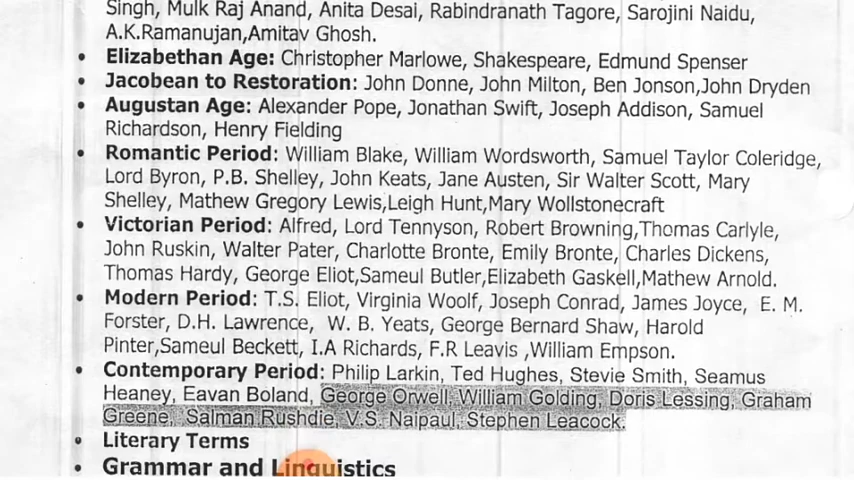 Singh, Mulk Raj Anand, Anita Desai, Rabindranath Tagore, Sarojini Naidu,
A.K.Ramanujan,Amitav Ghosh.
• Elizabethan Age: Christopher Marlowe, Shakespeare, Edmund Spenser
• Jacobean to Restoration: John Donne, John Milton, Ben Jonson,John Dryden
• Augustan Age: Alexander Pope, Jonathan Swift, Joseph Addison, Samuel
Richardson, Henry Fielding
• Romantic Period: William Blake, William Wordsworth, Samuel Taylor Coleridge,
Lord Byron, P.B. Shelley, John Keats, Jane Austen, Sir Walter Scott, Mary
Shelley, Mathew Gregory Lewis,Leigh Hunt,Mary Wollstonecraft
• Victorian Period: Alfred, Lord Tennyson, Robert Browning,Thomas Carlyle,
John Ruskin, Walter Pater, Charlotte Bronte, Emily Bronte, Charles Dickens,
Thomas Hardy, George Eliot,Sameul Butler,Elizabeth Gaskell,Mathew Arnold.
• Modern Period: T.S. Eliot, Virginia Woolf, Joseph Conrad, James Joyce, E. M.
Forster, D.H. Lawrence, W. B. Yeats, George Bernard Shaw, Harold
Pinter,Sameul Beckett, I.A Richards, F.R Leavis ,William Empson.
• Contemporary Period: Philip Larkin, Ted Hughes, Stevie Smith, Seamus
Heaney, Eavan Boland, George Orwell, William Golding, Doris Lessing, Graham
Greene, Salman Rushdie, V.S. Naipaul, Stephen Leacock.
• Literary Terms
• Grammar and Linguistics